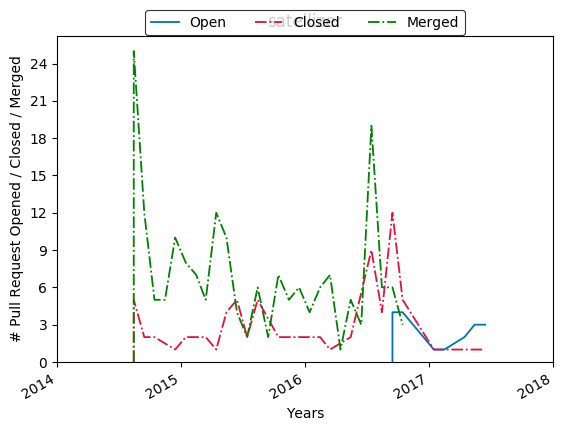 satellizer
Open Closed Merged
# Pull Request Opened / Closed / Merged
24
21
18
15
12
9
6
3
0
2014 2015 2016 2017 2018
Years